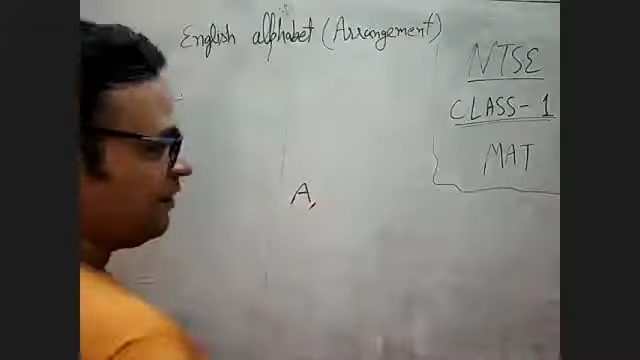 English alphabet (Arrangement)
NTSE
CLASS-1
MAT
A,